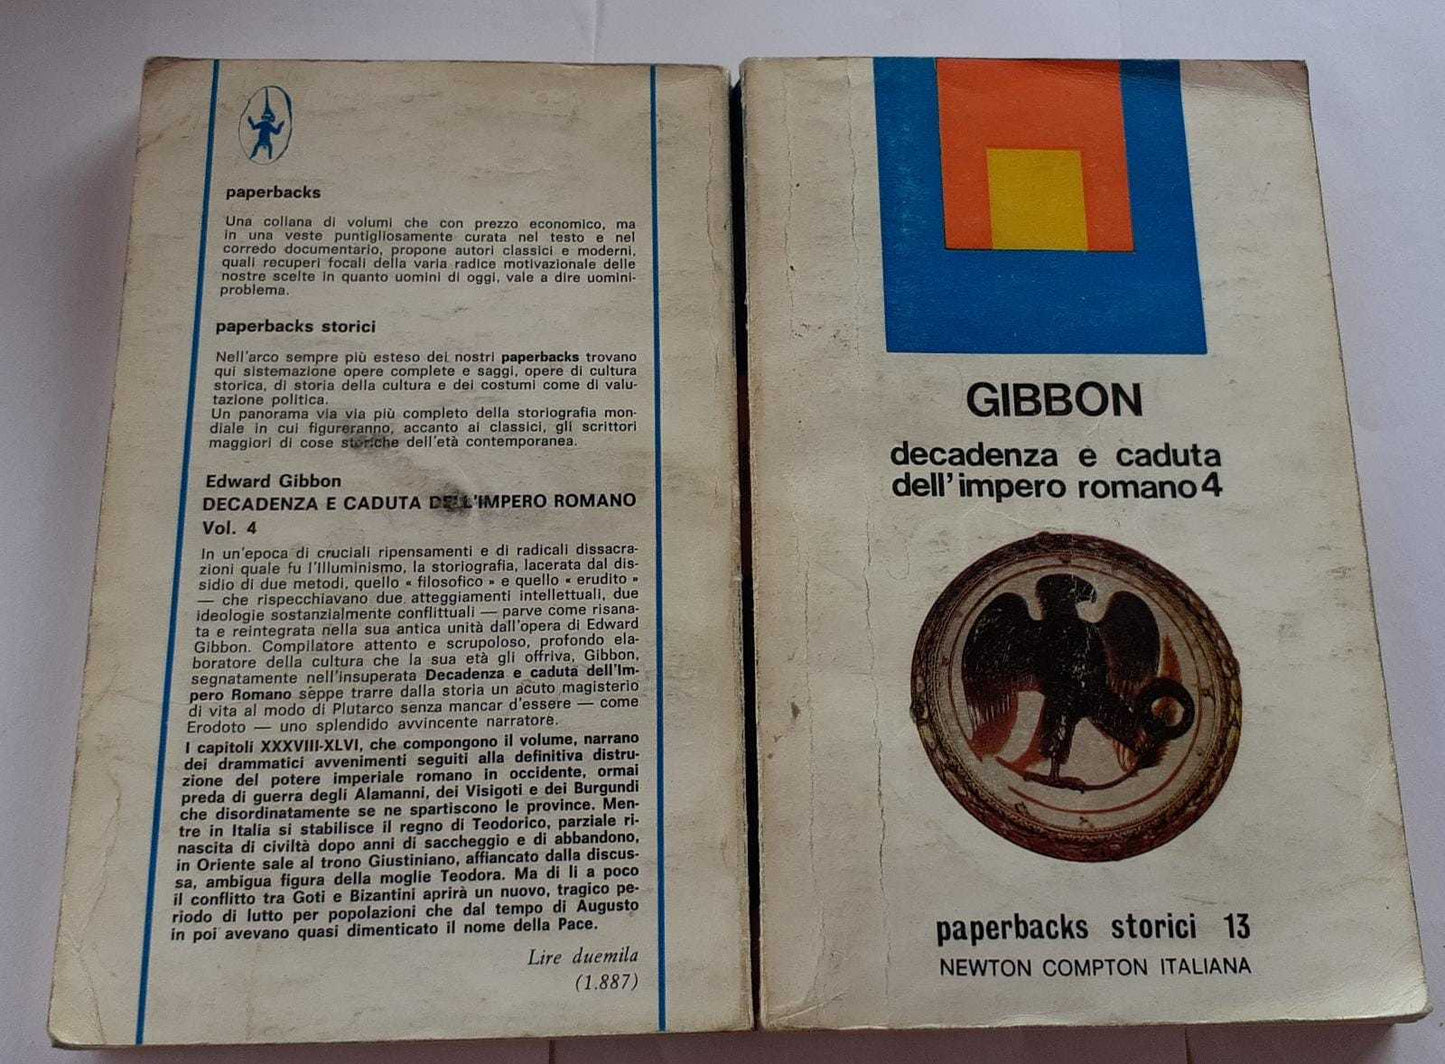 paperbacks
Una collana di volumi che con prezzo economico, ma
in una veste puntigliosamente curata nel testo e nel
corredo documentario, propone autori classici e moderni,
quali recuperi focali della varia radice motivazionale delle
nostre scelte in quanto uomini di oggi, vale a dire uomini-
problema.
paperbacks storici
Nell'arco sempre più esteso dei nostri paperbacks trovano
qui sistemazione opere complete e saggi, opere di cultura
storica, di storia della cultura e dei costumi come di valu-
tazione politica.
Un panorama via via più completo della storiografia mon-
diale in cui figureranno, accanto ai classici, gli scrittori
maggiori di cose storiche dell'età contemporanea.
Edward Gibbon
DECADENZA E CADUTA DELL'IMPERO ROMANO
Vol. 4
In un'epoca di cruciali ripensamenti e di radicali dissacra-
zioni quale fu l'Illuminismo, la storiografia, lacerata dal dis-
sidio di due metodi, quello « filosofico » e quello « erudito »
— che rispecchiavano due atteggiamenti intellettuali, due
ideologie sostanzialmente conflittuali — parve come risana-
ta e reintegrata nella sua antica unità dall'opera di Edward
Gibbon. Compilatore attento e scrupoloso, profondo ela-
boratore della cultura che la sua età gli offriva, Gibbon,
segnatamente nell'insuperata Decadenza e caduta dell'Im-
pero Romano seppe trarre dalla storia un acuto magisterio
di vita al modo di Plutarco senza mancar d'essere — come
Erodoto — uno splendido avvincente narratore.
I capitoli XXXVIII-XLVI, che compongono il volume, narrano
dei drammatici avvenimenti seguiti alla definitiva distru-
zione del potere imperiale romano in occidente, ormai
preda di guerra degli Alamanni, dei Visigoti e dei Burgundi
che disordinatamente se ne spartiscono le province. Men-
tre in Italia si stabilisce il regno di Teodorico, parziale ri-
nascita di civiltà dopo anni di saccheggio e di abbandono,
in Oriente sale al trono Giustiniano, affiancato dalla discus-
sa, ambigua figura della moglie Teodora. Ma di lì a poco
il conflitto tra Goti e Bizantini aprirà un nuovo, tragico pe-
riodo di lutto per popolazioni che dal tempo di Augusto
in poi avevano quasi dimenticato il nome della Pace.
Lire duemila
(1.887)
GIBBON
decadenza e caduta
dell'impero romano 4
paperbacks storici 13
NEWTON COMPTON ITALIANA